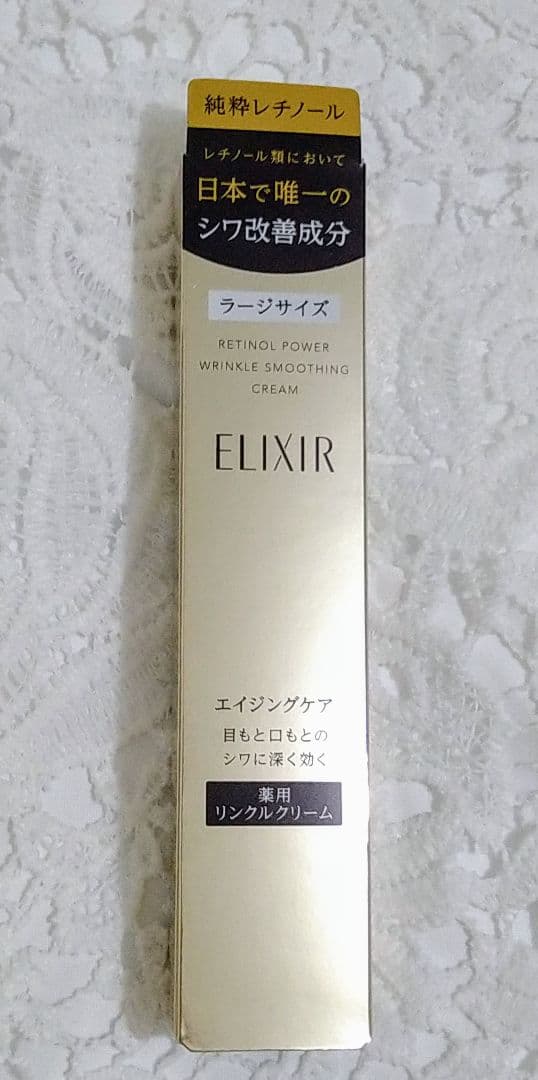 純粋レチノール
レチノール類において
日本で唯一の
シワ改善成分
ラージサイズ
RETINOL POWER
WRINKLE SMOOTHING
CREAM
ELIXIR
エイジングケア
目もと口もとの
シワに深く効く
薬用
リンクルクリーム